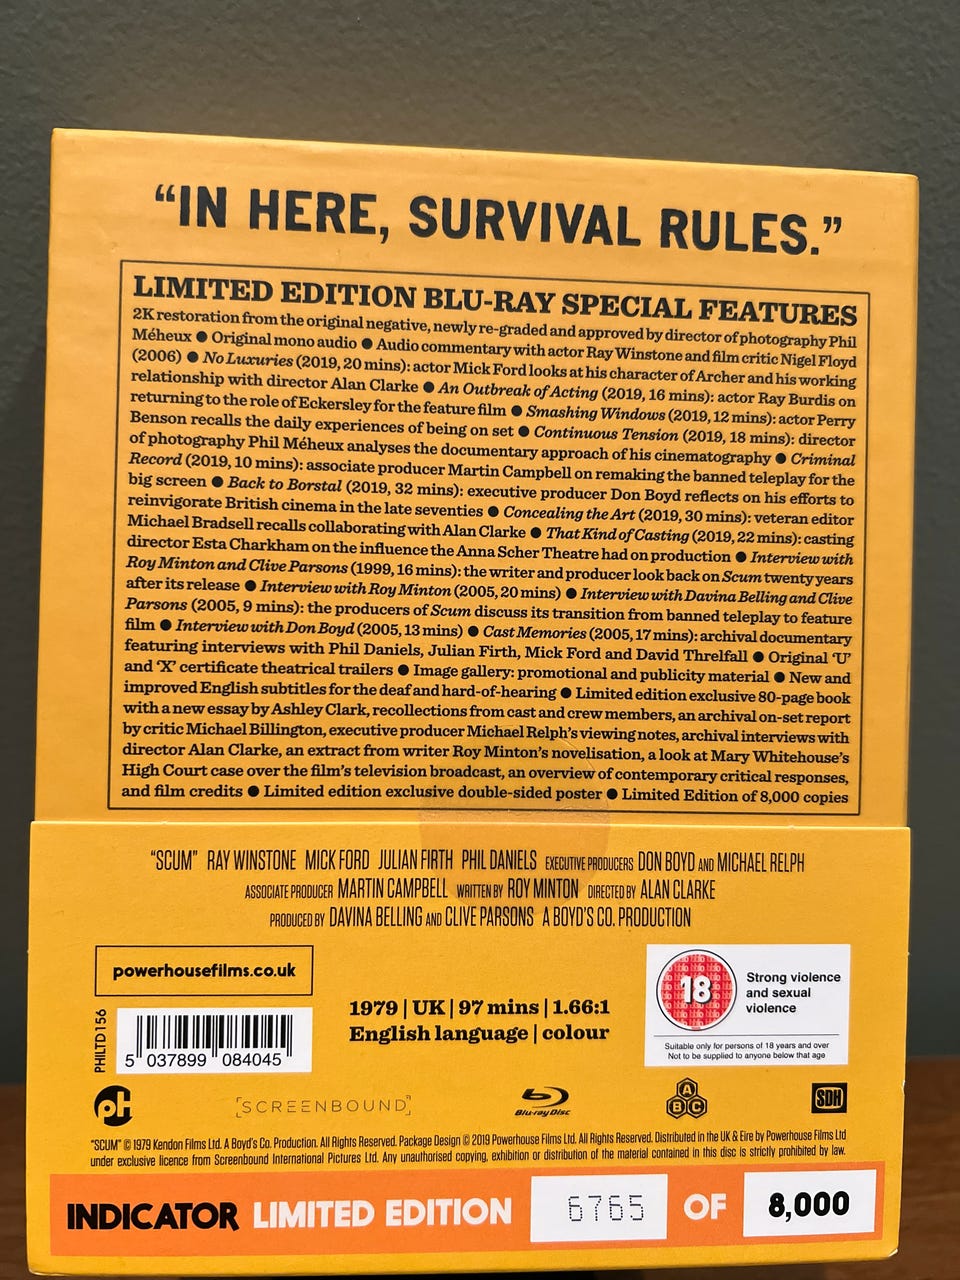 “IN HERE, SURVIVAL RULES.”
LIMITED EDITION BLU-RAY SPECIAL FEATURES
2K restoration from the original negative, newly re-graded and approved by director of photography Phil
Méheux ● Original mono audio ● Audio commentary with actor Ray Winstone and film critic Nigel Floyd
(2006) ● No Luxuries (2019, 20 mins): actor Mick Ford looks at his character of Archer and his working
relationship with director Alan Clarke ● An Outbreak of Acting (2019, 16 mins): actor Ray Burdis on
returning to the role of Eckersley for the feature film ● Smashing Windows (2019, 12 mins): actor Perry
Benson recalls the daily experiences of being on set ● Continuous Tension (2019, 18 mins): director
of photography Phil Méheux analyses the documentary approach of his cinematography ● Criminal
Record (2019, 10 mins): associate producer Martin Campbell on remaking the banned teleplay for the
big screen ● Back to Borstal (2019, 32 mins): executive producer Don Boyd reflects on his efforts to
reinvigorate British cinema in the late seventies ● Concealing the Art (2019, 30 mins): veteran editor
Michael Bradsell recalls collaborating with Alan Clarke ● That Kind of Casting (2019, 22 mins): casting
director Esta Charkham on the influence the Anna Scher Theatre had on production ● Interview with
Roy Minton and Clive Parsons (1999, 16 mins): the writer and producer look back on Scum twenty years
after its release ● Interview with Roy Minton (2005, 20 mins) ● Interview with Davina Belling and Clive
Parsons (2005, 9 mins): the producers of Scum discuss its transition from banned teleplay to feature
film ● Interview with Don Boyd (2005, 13 mins) ● Cast Memories (2005, 17 mins): archival documentary
featuring interviews with Phil Daniels, Julian Firth, Mick Ford and David Threlfall ● Original ‘U’
and ‘X’ certificate theatrical trailers ● Image gallery: promotional and publicity material ● New and
improved English subtitles for the deaf and hard-of-hearing ● Limited edition exclusive 80-page book
with a new essay by Ashley Clark, recollections from cast and crew members, an archival on-set report
by critic Michael Billington, executive producer Michael Relph’s viewing notes, archival interviews with
director Alan Clarke, an extract from writer Roy Minton’s novelisation, a look at Mary Whitehouse’s
High Court case over the film’s television broadcast, an overview of contemporary critical responses,
and film credits ● Limited edition exclusive double-sided poster ● Limited Edition of 8,000 copies
“SCUM” RAY WINSTONE MICK FORD JULIAN FIRTH PHIL DANIELS EXECUTIVE PRODUCERS DON BOYD AND MICHAEL RELPH
ASSOCIATE PRODUCER MARTIN CAMPBELL WRITTEN BY ROY MINTON DIRECTED BY ALAN CLARKE
PRODUCED BY DAVINA BELLING AND CLIVE PARSONS A BOYD’S CO. PRODUCTION
powerhousefilms.co.uk
PHILTD156
5 037899 084045
1979 | UK | 97 mins | 1.66:1
English language | colour
18
Strong violence
and sexual
violence
Suitable only for persons of 18 years and over
Not to be supplied to anyone below that age
pH
[SCREENBOUND]
Blu-ray Disc
A
B C
SDH
“SCUM” © 1979 Kendon Films Ltd. A Boyd’s Co. Production. All Rights Reserved. Package Design © 2019 Powerhouse Films Ltd. All Rights Reserved. Distributed in the UK & Eire by Powerhouse Films Ltd
under exclusive licence from Screenbound International Pictures Ltd. Any unauthorised copying, exhibition or distribution of the material contained in this disc is strictly prohibited by law.
INDICATOR LIMITED EDITION 6765 OF 8,000